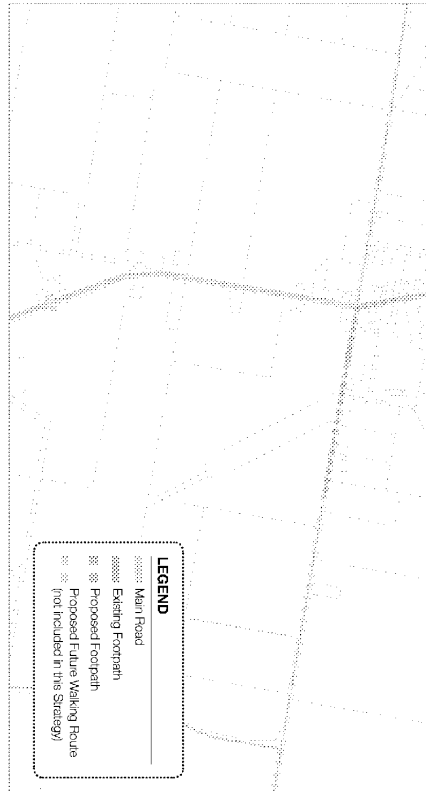 LEGEND
Main Road
Existing Footpath
Proposed Footpath
Proposed Future Walking Route
(not included in this Strategy)